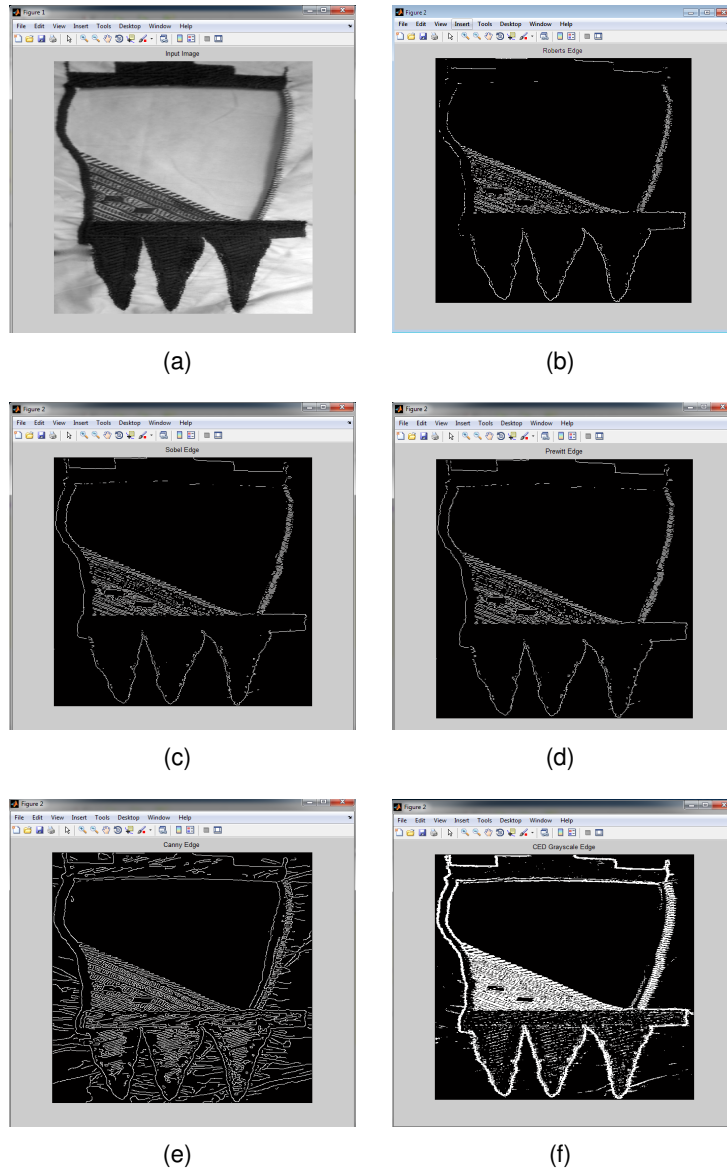 Figure 1
File Edit View Insert Tools Desktop Window Help
Input Image
(a)
Figure 2
File Edit View Insert Tools Desktop Window Help
Roberts Edge
(b)
Figure 2
File Edit View Insert Tools Desktop Window Help
Sobel Edge
(c)
Figure 2
File Edit View Insert Tools Desktop Window Help
Prewitt Edge
(d)
Figure 2
File Edit View Insert Tools Desktop Window Help
Canny Edge
(e)
Figure 2
File Edit View Insert Tools Desktop Window Help
CED Grayscale Edge
(f)